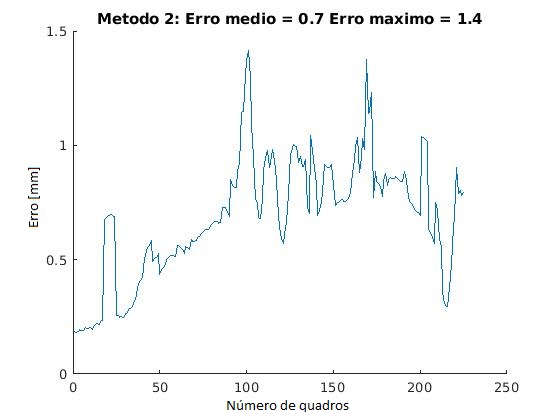 Metodo 2: Erro medio = 0.7 Erro maximo = 1.4
1.5
1
0.5
0
Erro [mm]
0 50 100 150 200 250
Número de quadros